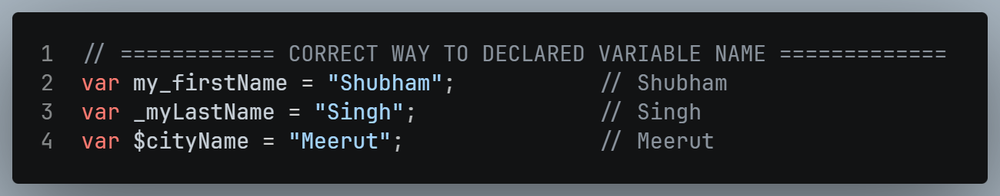 1 // ============ CORRECT WAY TO DECLARED VARIABLE NAME =============
2 var my_firstName = "Shubham"; // Shubham
3 var _myLastName = "Singh"; // Singh
4 var $cityName = "Meerut"; // Meerut